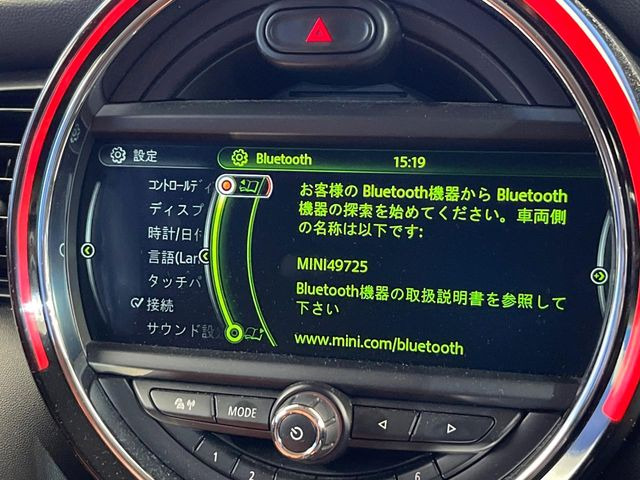 設定
Bluetooth
15:19
コントロールディ
ディスプ
時計/日付
言語(Lan
タッチパ
接続
サウンド設定
お客様の Bluetooth機器から Bluetooth
機器の探索を始めてください。車両側
の名称は以下です:
MINI49725
Bluetooth機器の取扱説明書を参照して
下さい
www.mini.com/bluetooth
MODE
1
2
6